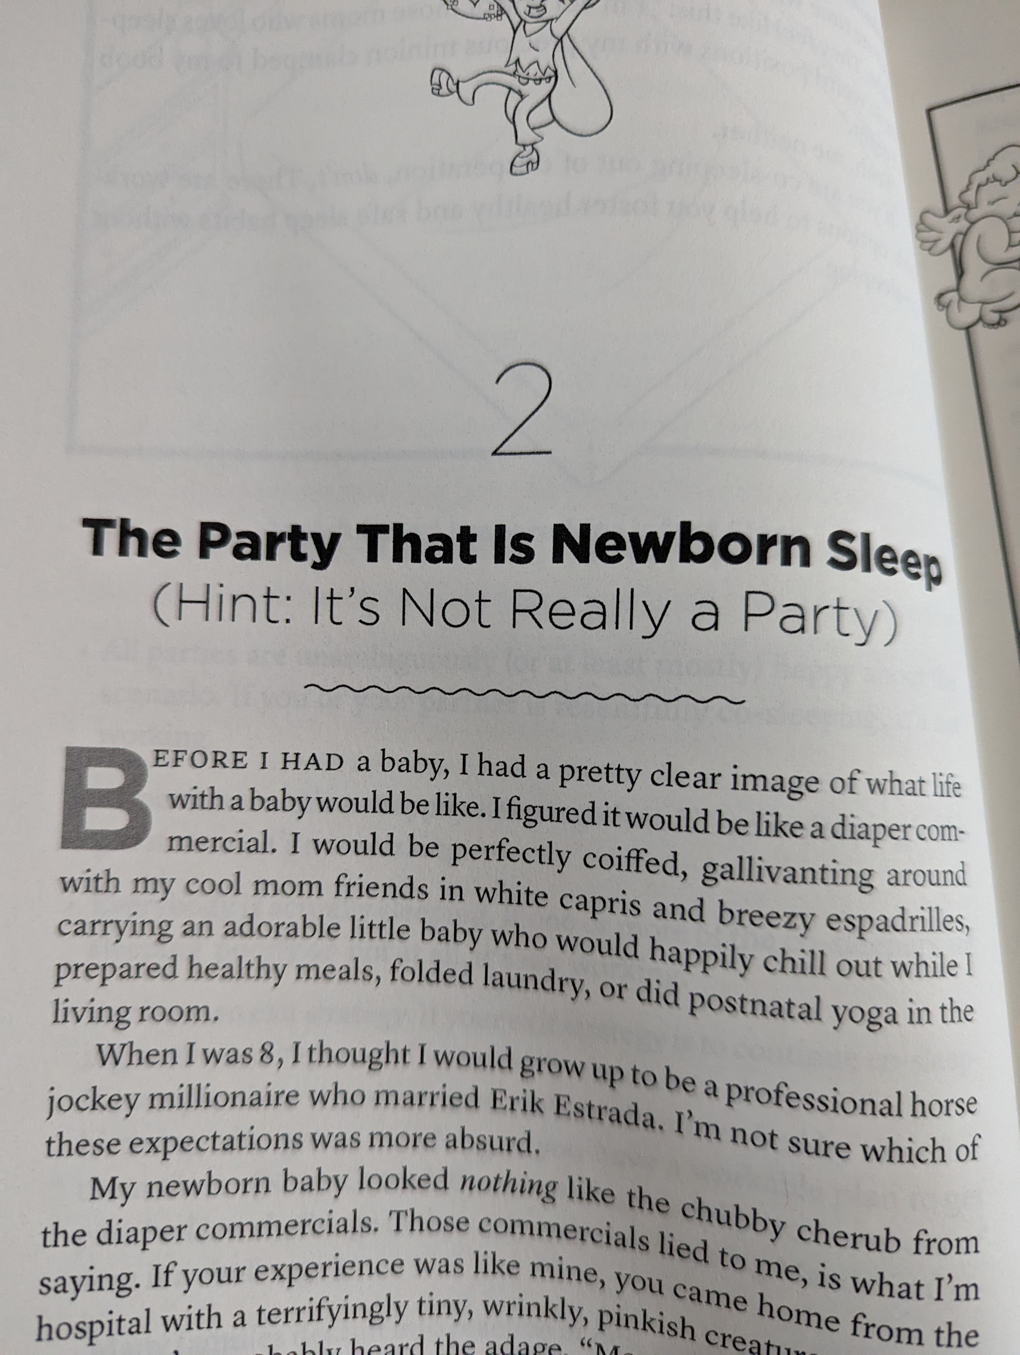 2
The Party That Is Newborn Sleep
(Hint: It's Not Really a Party)
BEFORE I HAD a baby, I had a pretty clear image of what life
with a baby would be like. I figured it would be like a diaper com-
mercial. I would be perfectly coiffed, gallivanting around
with my cool mom friends in white capris and breezy espadrilles,
carrying an adorable little baby who would happily chill out while I
prepared healthy meals, folded laundry, or did postnatal yoga in the
living room.
When I was 8, I thought I would grow up to be a professional horse
jockey millionaire who married Erik Estrada. I'm not sure which of
these expectations was more absurd.
My newborn baby looked nothing like the chubby cherub from
the diaper commercials. Those commercials lied to me, is what I'm
saying. If your experience was like mine, you came home from the
hospital with a terrifyingly tiny, wrinkly, pinkish
heard the adage,